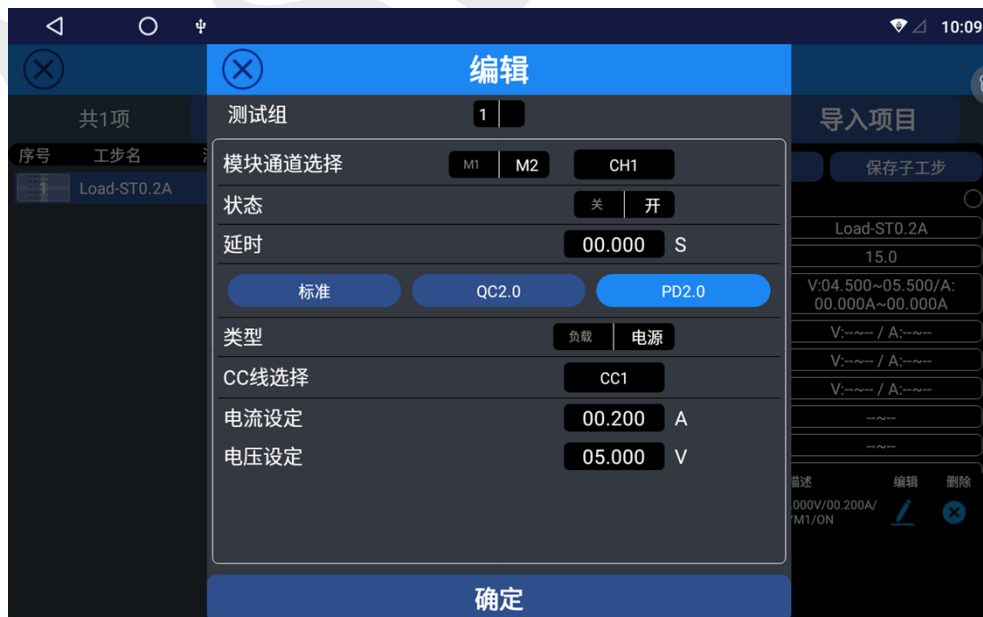 10:09
编辑
共1项
测试组
1
导入项目
序号 工步名
模块通道选择 M1 M2 CH1
保存子工步
1 Load-ST0.2A
状态 关 开
Load-ST0.2A
延时 00.000 S
15.0
标准 QC2.0 PD2.0
V:04.500~05.500/A:
00.000A~00.000A
类型 负载 电源
V:--~-- / A:--~--
V:--~-- / A:--~--
CC线选择 CC1
V:--~-- / A:--~--
电流设定 00.200 A
--~--
电压设定 05.000 V
--~--
描述 编辑 删除
.000V/00.200A/
/M1/ON
确定